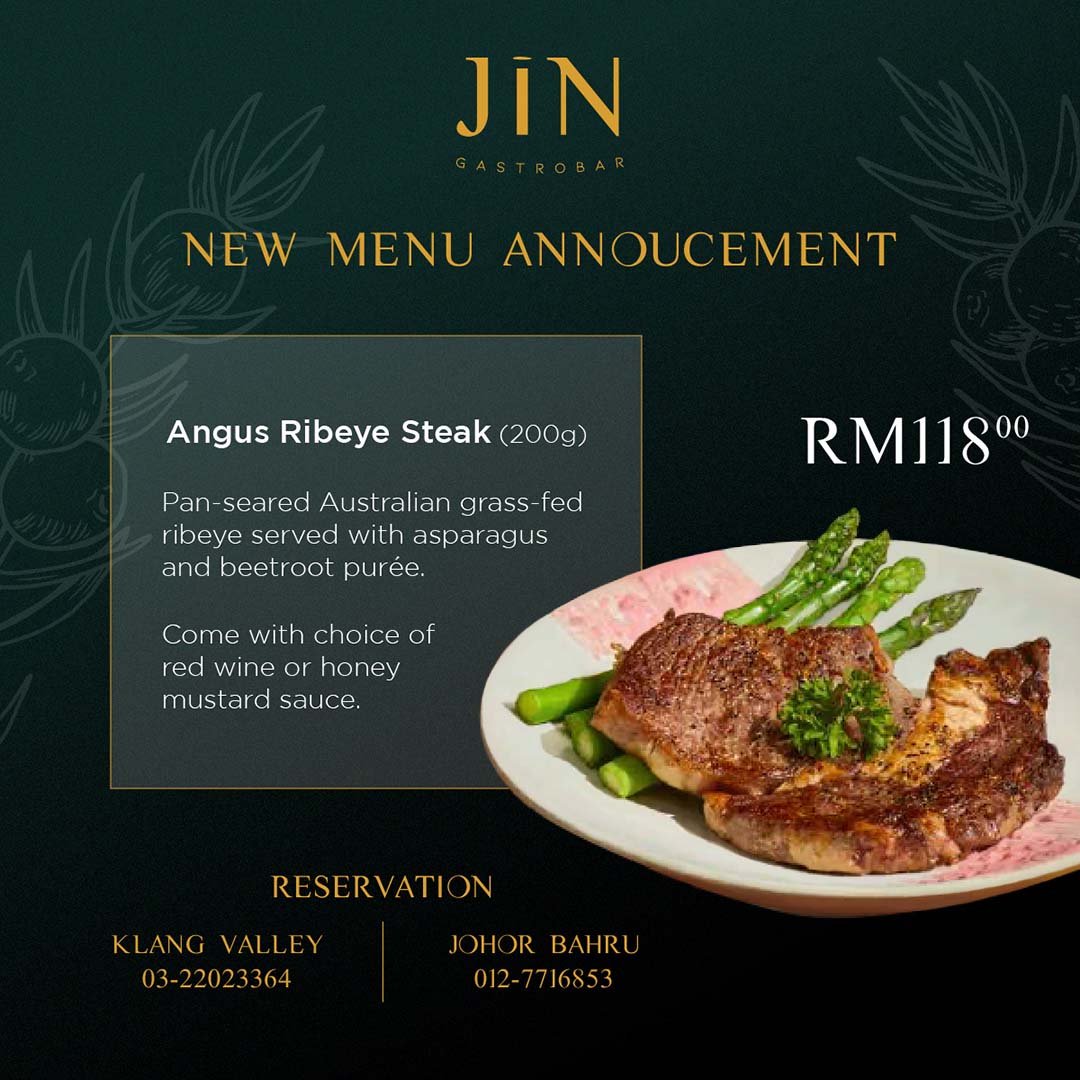 JiN
GASTROBAR
NEW MENU ANNOUCEMENT
Angus Ribeye Steak (200g)
RM118⁰⁰
Pan-seared Australian grass-fed
ribeye served with asparagus
and beetroot purée.
Come with choice of
red wine or honey
mustard sauce.
RESERVATION
KLANG VALLEY
03-22023364
JOHOR BAHRU
012-7716853